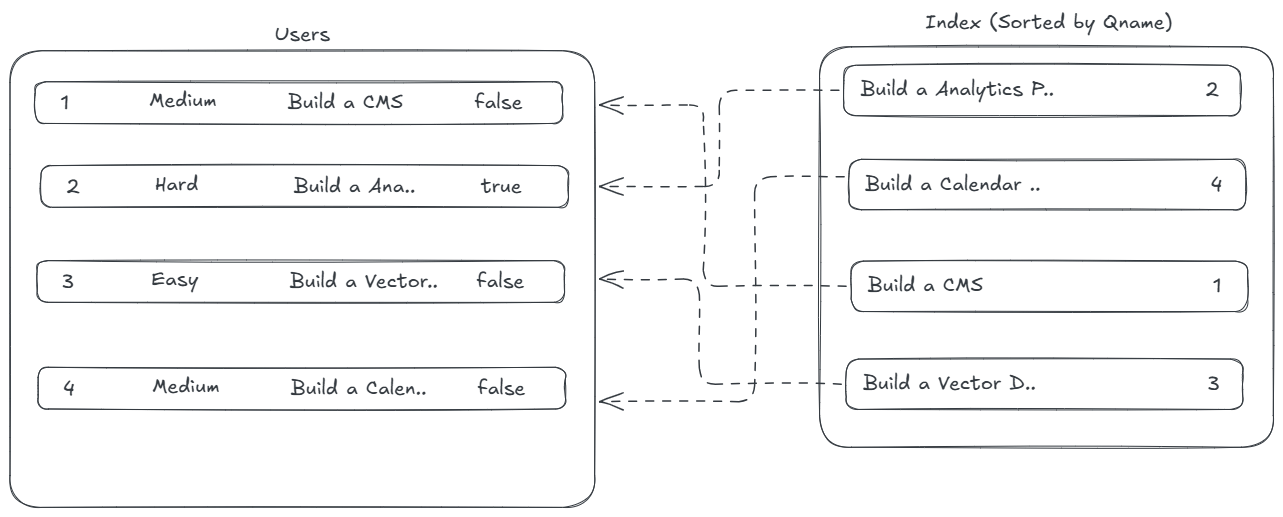 Users
1 Medium Build a CMS false
2 Hard Build a Ana.. true
3 Easy Build a Vector.. false
4 Medium Build a Calen.. false
Index (Sorted by Qname)
Build a Analytics P.. 2
Build a Calendar .. 4
Build a CMS 1
Build a Vector D.. 3